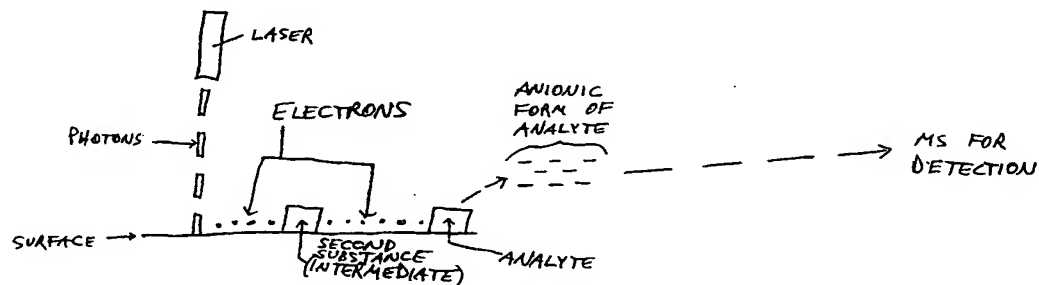 LASER
ELECTRONS
PHOTONS
ANIONIC
FORM OF
ANALYTE
MS FOR
DETECTION
SURFACE
SECOND
SUBSTANCE
(INTERMEDIATE)
ANALYTE